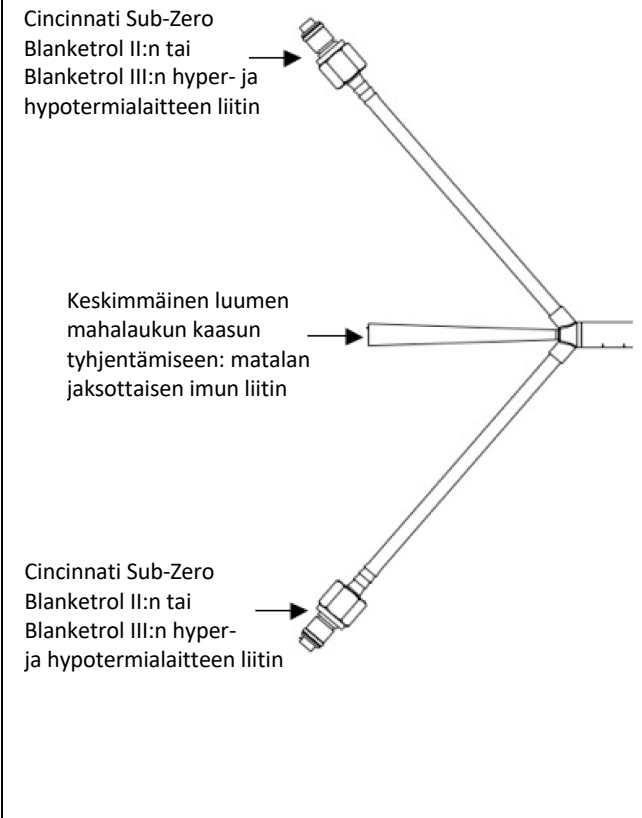 Cincinnati Sub-Zero
Blanketrol II:n tai
Blanketrol III:n hyper- ja
hypotermialaitteen liitin
Keskimmäinen luumen
mahalaukun kaasun
tyhjentämiseen: matalan
jaksottaisen imun liitin
Cincinnati Sub-Zero
Blanketrol II:n tai
Blanketrol III:n hyper-
ja hypotermialaitteen liitin